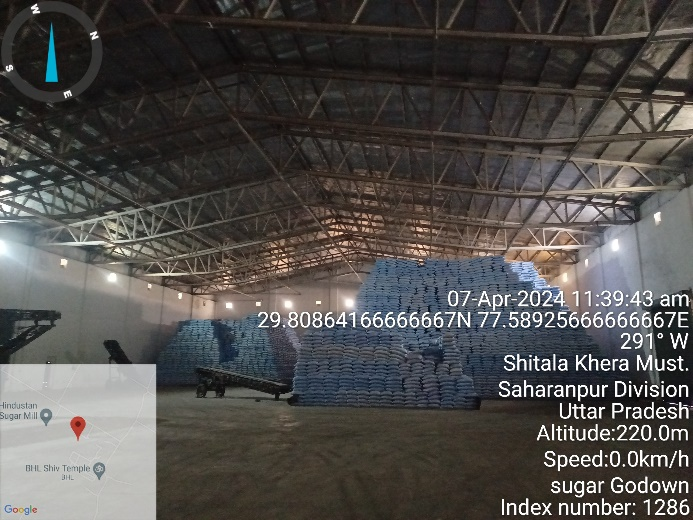 W
N
S
E
07-Apr-2024 11:39:43 am
29.80864166666667N 77.58925666666667E
291° W
Shitala Khera Must.
Saharanpur Division
Uttar Pradesh
Altitude:220.0m
Speed:0.0km/h
sugar Godown
Index number: 1286
Hindustan
Sugar Mill
BHL Shiv Temple
BHL
Google